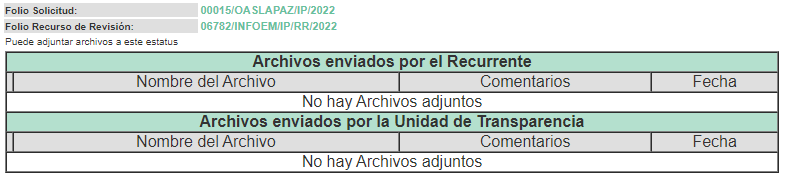 Folio Solicitud: 00015/OASLAPAZ/IP/2022
Folio Recurso de Revisión: 06782/INFOEM/IP/RR/2022
Puede adjuntar archivos a este estatus
Archivos enviados por el Recurrente
Nombre del Archivo Comentarios Fecha
No hay Archivos adjuntos
Archivos enviados por la Unidad de Transparencia
Nombre del Archivo Comentarios Fecha
No hay Archivos adjuntos